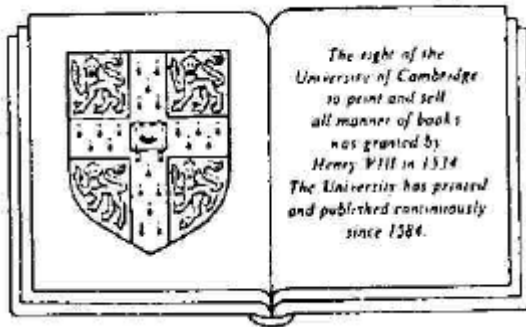 The right of the
University of Cambridge
to print and sell
all manner of books
was granted by
Henry VIII in 1534.
The University has printed
and published continuously
since 1584.